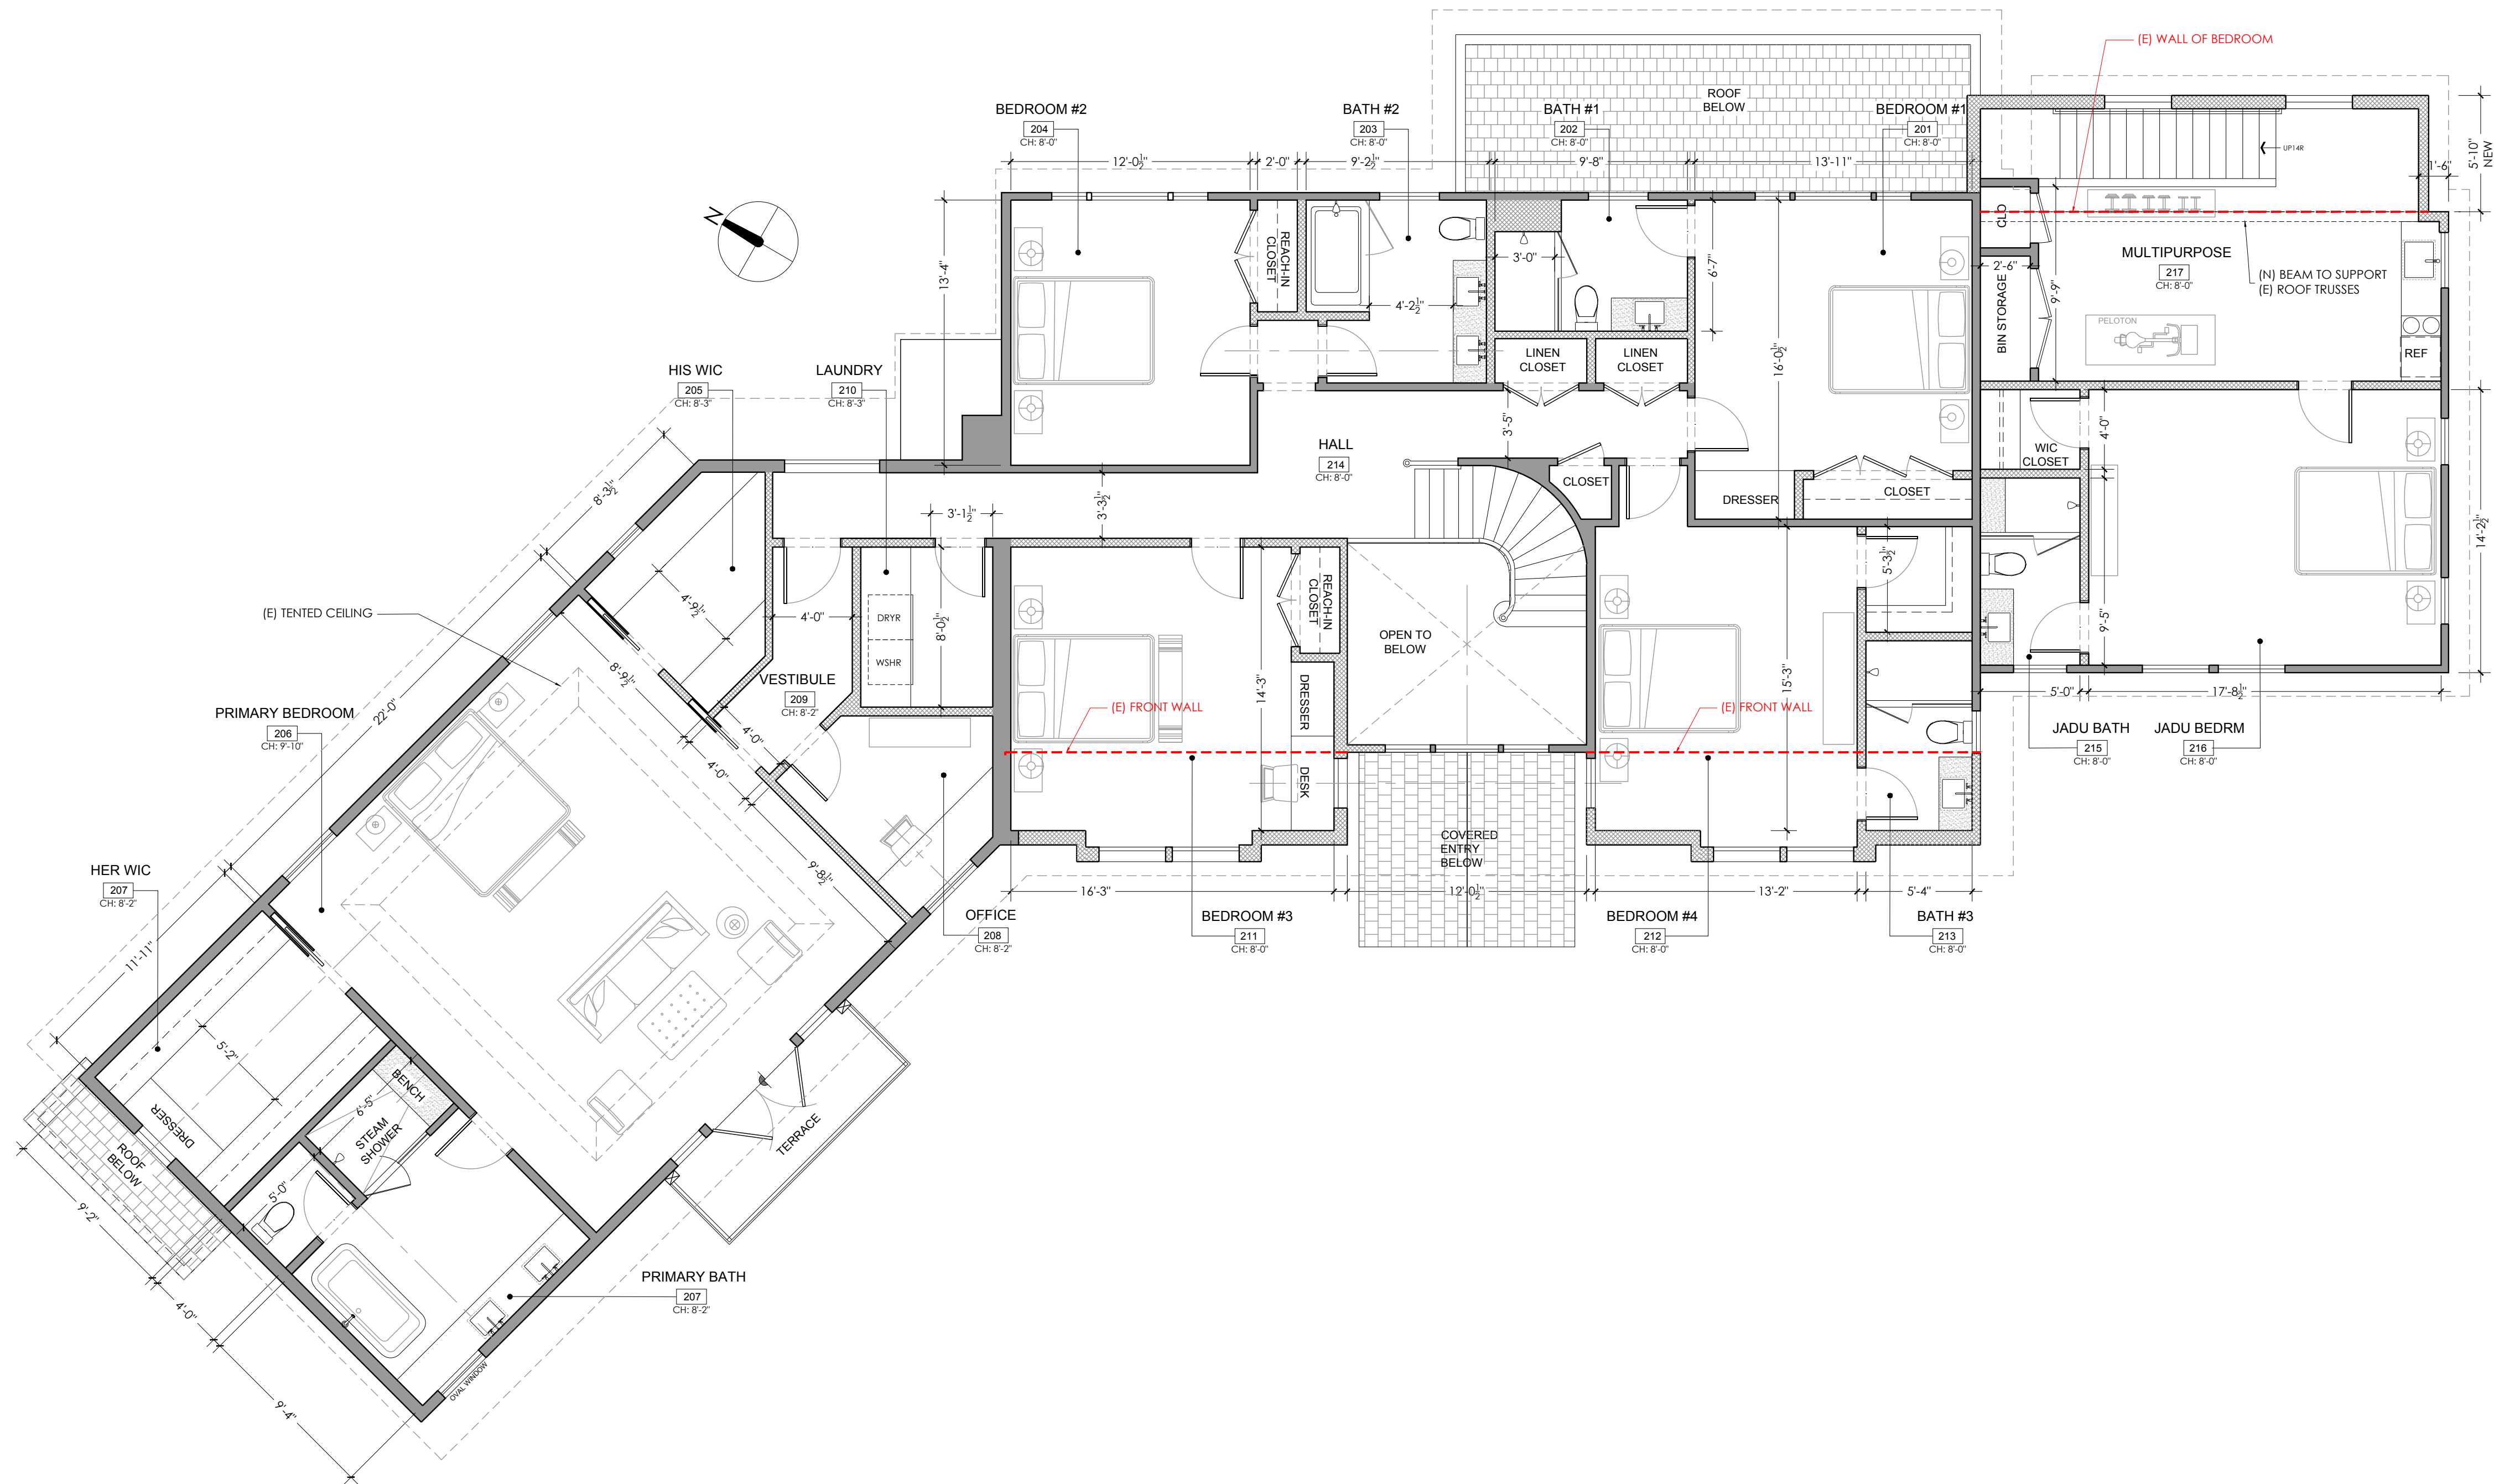 (E) WALL OF BEDROOM
5'-10"
NEW
1'-6"
ROOF
BELOW
BEDROOM #2
204
CH: 8'-0"
BATH #2
203
CH: 8'-0"
BATH #1
202
CH: 8'-0"
BEDROOM #1
201
CH: 8'-0"
UP14R
12'-0½"
2'-0"
9'-2½"
9'-8"
13'-11"
N
13'-4"
REACH-IN
CLOSET
4'-2½"
3'-0"
6'-7"
16'-0½"
CLO
2'-6"
BIN STORAGE
9'-9"
MULTIPURPOSE
217
CH: 8'-0"
(N) BEAM TO SUPPORT
(E) ROOF TRUSSES
PELOTON
REF
LINEN
CLOSET
LINEN
CLOSET
HIS WIC
205
CH: 8'-3"
LAUNDRY
210
CH: 8'-3"
HALL
214
CH: 8'-0"
3'-5"
CLOSET
DRESSER
CLOSET
WIC
CLOSET
4'-0"
14'-2½"
9'-5"
8'-3½"
3'-1½"
3'-3½"
4'-9½"
4'-0"
DRYR
WSHR
8'-0½"
REACH-IN
CLOSET
OPEN TO
BELOW
5'-3½"
15'-3"
14'-3"
(E) TENTED CEILING
8'-9½"
22'-0"
VESTIBULE
209
CH: 8'-2"
4'-0"
4'-0"
DRESSER
DESK
(E) FRONT WALL
(E) FRONT WALL
5'-0"
17'-8½"
JADU BATH
215
CH: 8'-0"
JADU BEDRM
216
CH: 8'-0"
PRIMARY BEDROOM
206
CH: 9'-10"
9'-8½"
COVERED
ENTRY
BELOW
HER WIC
207
CH: 8'-2"
16'-3"
12'-0½"
13'-2"
5'-4"
OFFICE
208
CH: 8'-2"
BEDROOM #3
211
CH: 8'-0"
BEDROOM #4
212
CH: 8'-0"
BATH #3
213
CH: 8'-0"
11'-11"
5'-2"
DRESSER
BENCH
6'-5"
STEAM
SHOWER
TERRACE
ROOF
BELOW
5'-0"
9'-2"
PRIMARY BATH
207
CH: 8'-2"
4'-0"
OVAL WINDOW
9'-4"